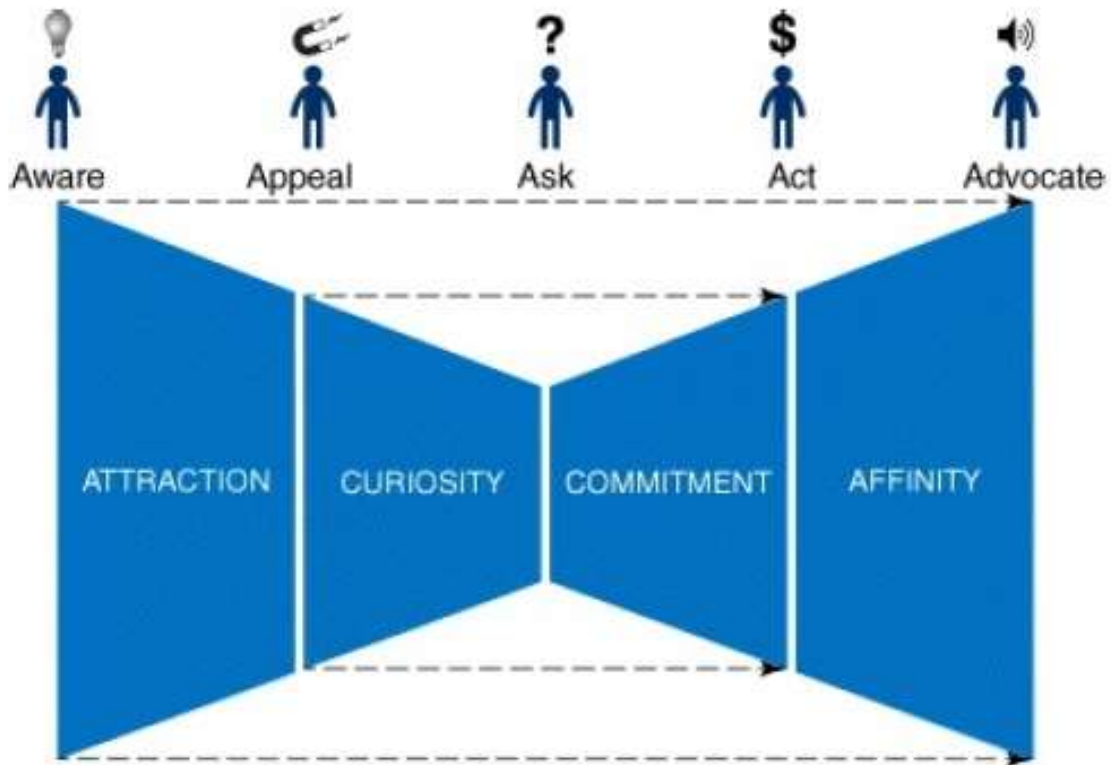 ? $
Aware Appeal Ask Act Advocate
ATTRACTION CURIOSITY COMMITMENT AFFINITY